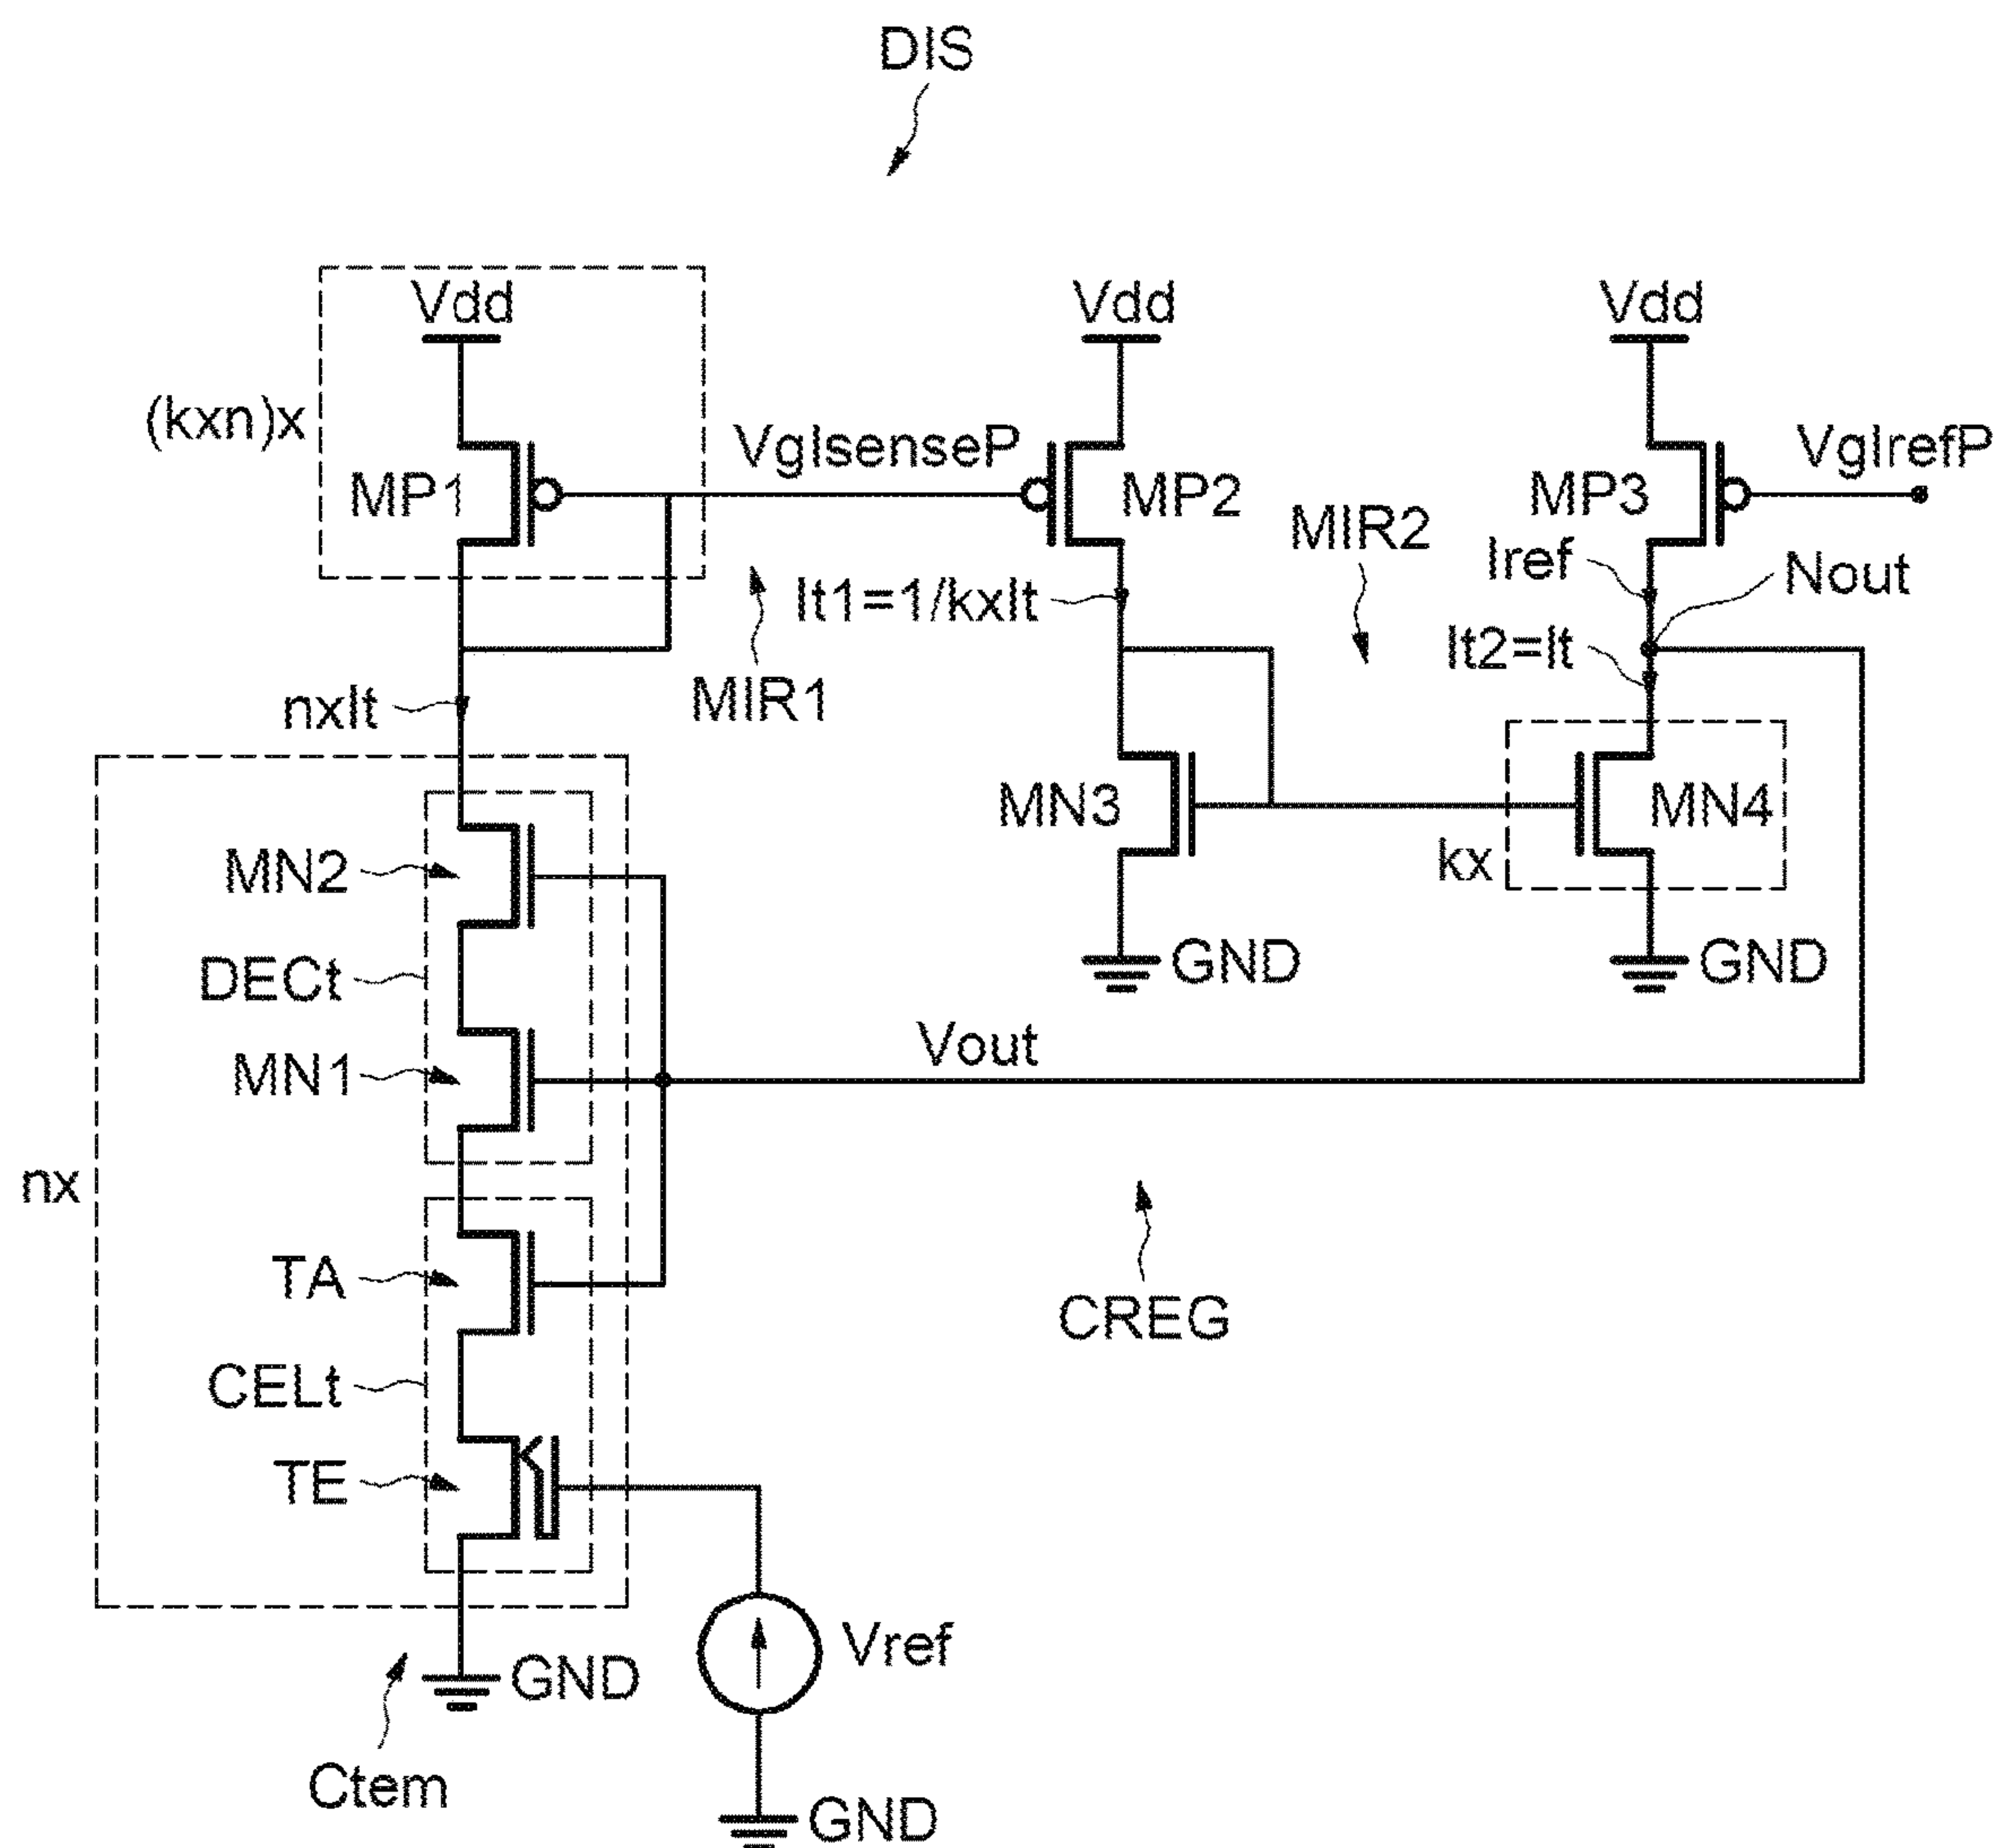 DIS
Vdd
Vdd
Vdd
(kxn)x
VgIsenseP
VgIrefP
MP1
MP2
MP3
MIR2
Iref
Nout
It1=1/kxIt
It2=It
nxIt
MIR1
MN3
MN4
kx
MN2
GND
GND
DECt
Vout
MN1
nx
TA
CREG
CELt
TE
Vref
GND
Ctem
GND